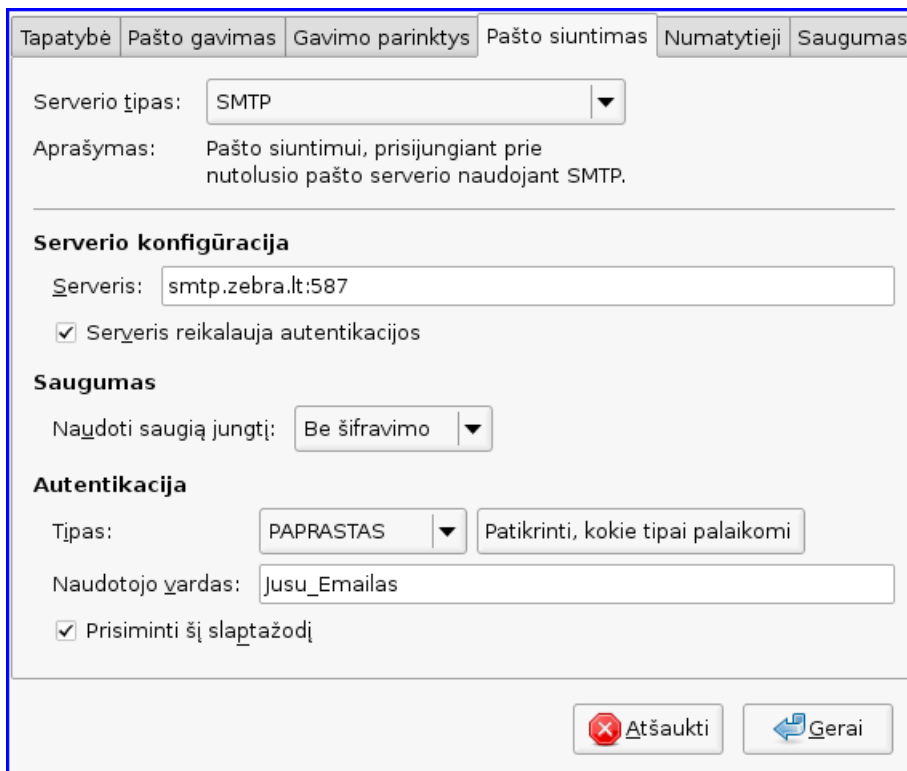 Tapatybė Pašto gavimas Gavimo parinktys Pašto siuntimas Numatytieji Saugumas
Serverio tipas: SMTP
Aprašymas: Pašto siuntimui, prisijungiant prie
nutolusio pašto serverio naudojant SMTP.
Serverio konfigūracija
Serveris: smtp.zebra.lt:587
Serveris reikalauja autentikacijos
Saugumas
Naudoti saugią jungtį: Be šifravimo
Autentikacija
Tipas: PAPRASTAS Patikrinti, kokie tipai palaikomi
Naudotojo vardas: Jusu_Emailas
Prisiminti šį slaptažodį
Atšaukti Gerai